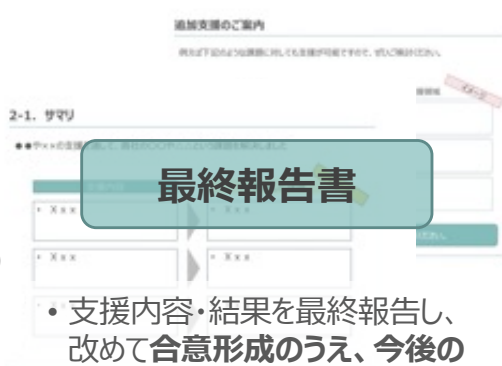 追加支援のご案内
例えば下記のような課題に対しても支援が可能ですので、ぜひご検討ください。
イメージ
2-1. サマリ
最終報告書
• Xxx
• Xxx
• Xxx
• Xxx
• 支援内容・結果を最終報告し、
改めて合意形成のうえ、今後の